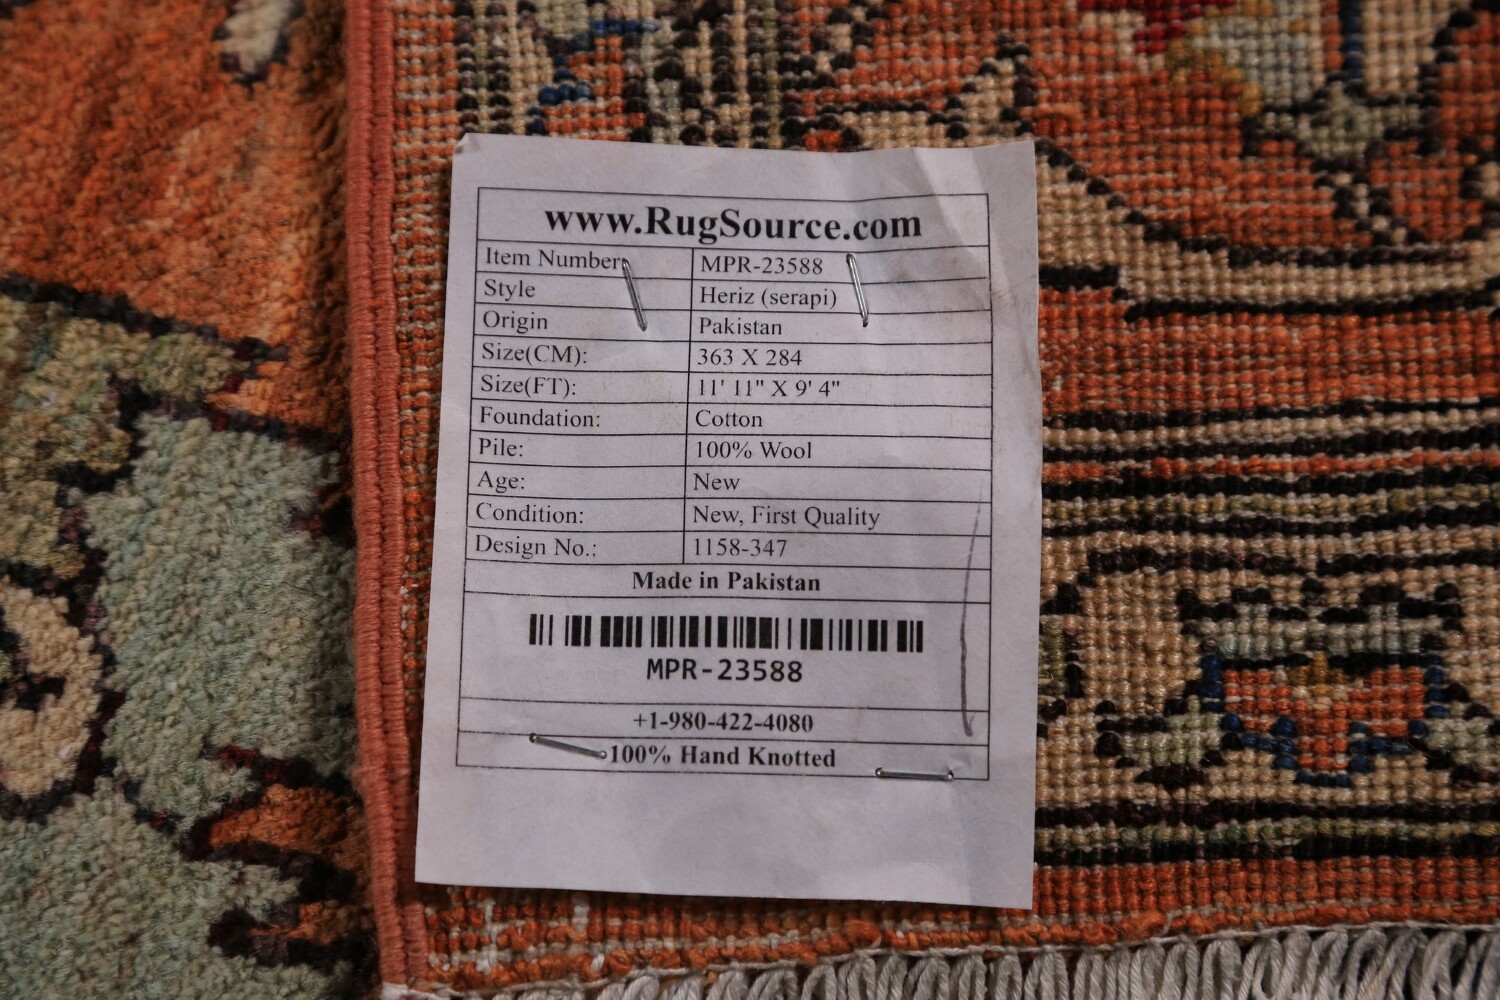 www.RugSource.com
Item Number: MPR-23588
Style Heriz (serapi)
Origin Pakistan
Size(CM): 363 X 284
Size(FT): 11' 11" X 9' 4"
Foundation: Cotton
Pile: 100% Wool
Age: New
Condition: New, First Quality
Design No.: 1158-347
Made in Pakistan
MPR-23588
+1-980-422-4080
100% Hand Knotted